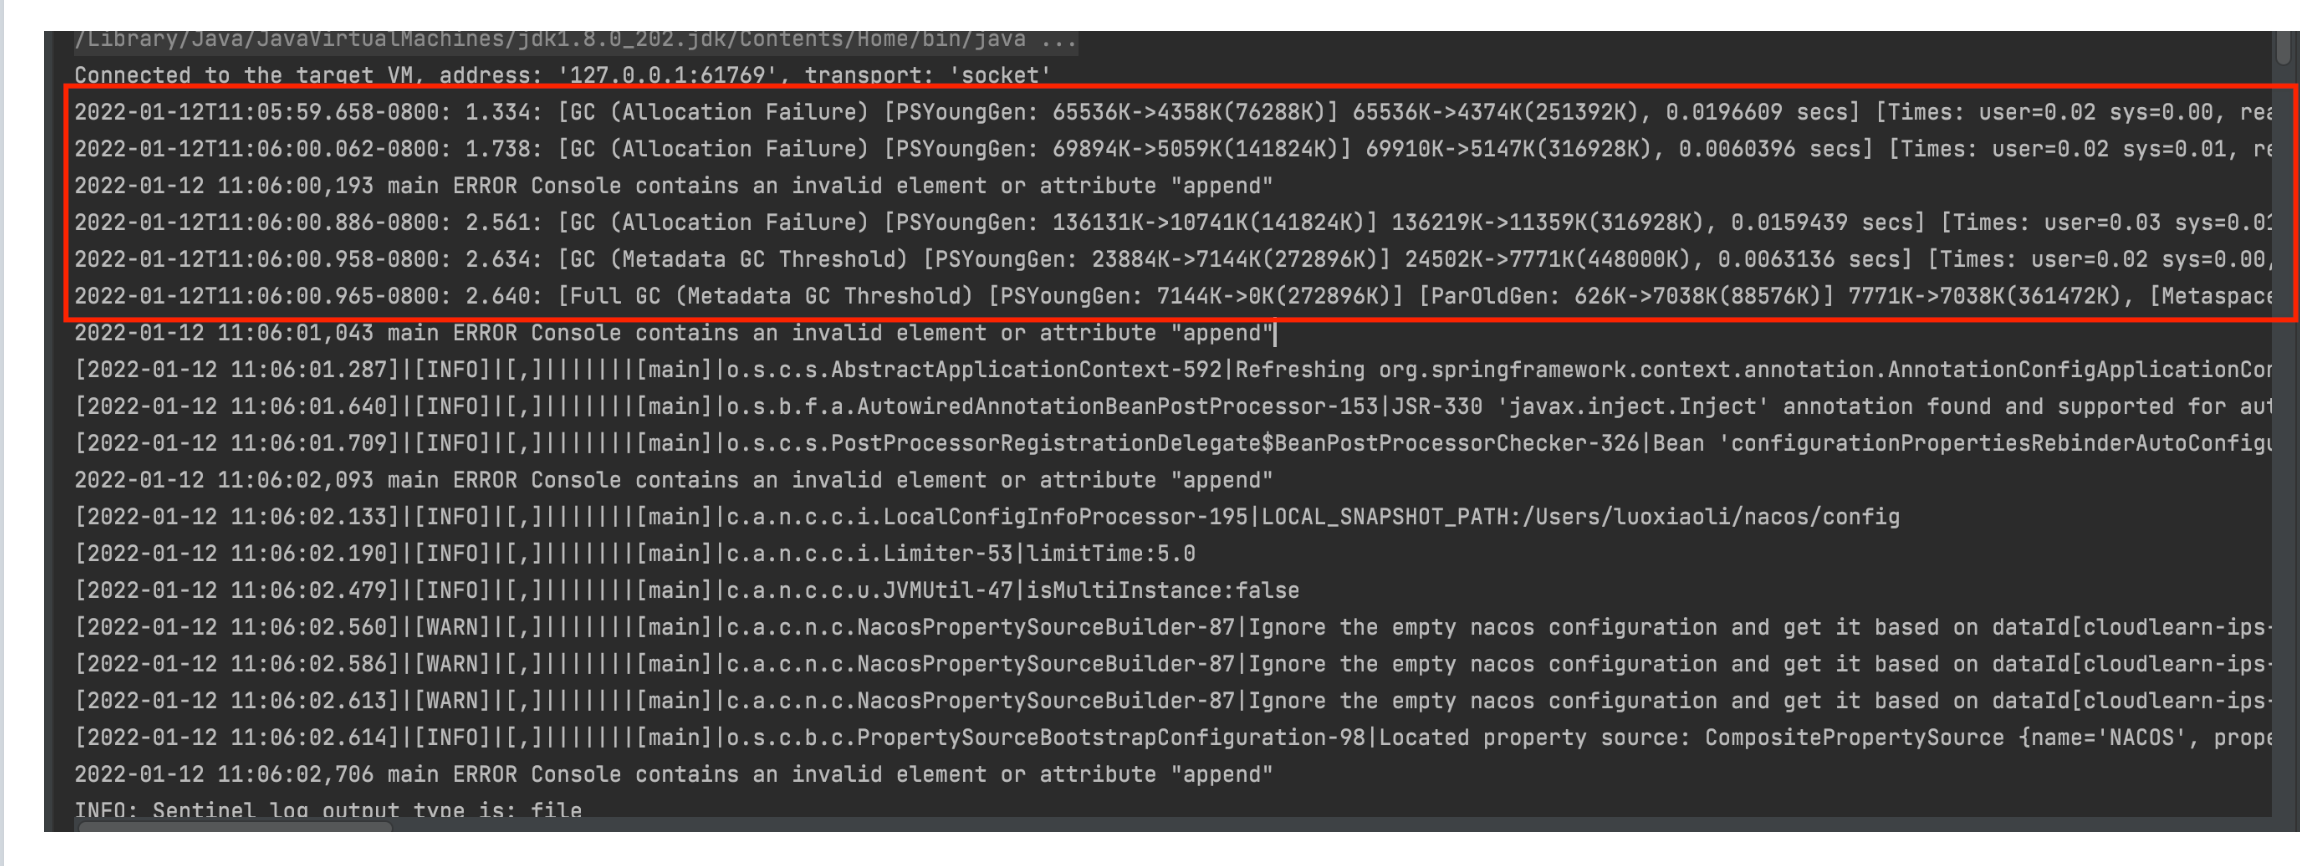 /Library/Java/JavaVirtualMachines/jdk1.8.0_202.jdk/Contents/Home/bin/java ...
Connected to the target VM, address: '127.0.0.1:61769', transport: 'socket'
2022-01-12T11:05:59.658-0800: 1.334: [GC (Allocation Failure) [PSYoungGen: 65536K->4358K(76288K)] 65536K->4374K(251392K), 0.0196609 secs] [Times: user=0.02 sys=0.00,
2022-01-12T11:06:00.062-0800: 1.738: [GC (Allocation Failure) [PSYoungGen: 69894K->5059K(141824K)] 69910K->5147K(316928K), 0.0060396 secs] [Times: user=0.02 sys=0.01,
2022-01-12 11:06:00,193 main ERROR Console contains an invalid element or attribute "append"
2022-01-12T11:06:00.886-0800: 2.561: [GC (Allocation Failure) [PSYoungGen: 136131K->10741K(141824K)] 136219K->11359K(316928K), 0.0159439 secs] [Times: user=0.03 sys=0.01
2022-01-12T11:06:00.958-0800: 2.634: [GC (Metadata GC Threshold) [PSYoungGen: 23884K->7144K(272896K)] 24502K->7771K(448000K), 0.0063136 secs] [Times: user=0.02 sys=0.00,
2022-01-12T11:06:00.965-0800: 2.640: [Full GC (Metadata GC Threshold) [PSYoungGen: 7144K->0K(272896K)] [ParOldGen: 626K->7038K(88576K)] 7771K->7038K(361472K), [Metaspace
2022-01-12 11:06:01,043 main ERROR Console contains an invalid element or attribute "append"
[2022-01-12 11:06:01.287]|[INFO]|[,]|||||||[main]|o.s.c.s.AbstractApplicationContext-592|Refreshing org.springframework.context.annotation.AnnotationConfigApplicationCon
[2022-01-12 11:06:01.640]|[INFO]|[,]|||||||[main]|o.s.b.f.a.AutowiredAnnotationBeanPostProcessor-153|JSR-330 'javax.inject.Inject' annotation found and supported for aut
[2022-01-12 11:06:01.709]|[INFO]|[,]|||||||[main]|o.s.c.s.PostProcessorRegistrationDelegate$BeanPostProcessorChecker-326|Bean 'configurationPropertiesRebinderAutoConfigu
2022-01-12 11:06:02,093 main ERROR Console contains an invalid element or attribute "append"
[2022-01-12 11:06:02.133]|[INFO]|[,]|||||||[main]|c.a.n.c.c.i.LocalConfigInfoProcessor-195|LOCAL_SNAPSHOT_PATH:/Users/luoxiaoli/nacos/config
[2022-01-12 11:06:02.190]|[INFO]|[,]|||||||[main]|c.a.n.c.c.i.Limiter-53|limitTime:5.0
[2022-01-12 11:06:02.479]|[INFO]|[,]|||||||[main]|c.a.n.c.c.u.JVMUtil-47|isMultiInstance:false
[2022-01-12 11:06:02.560]|[WARN]|[,]|||||||[main]|c.a.c.n.c.NacosPropertySourceBuilder-87|Ignore the empty nacos configuration and get it based on dataId[cloudlearn-ips-
[2022-01-12 11:06:02.586]|[WARN]|[,]|||||||[main]|c.a.c.n.c.NacosPropertySourceBuilder-87|Ignore the empty nacos configuration and get it based on dataId[cloudlearn-ips-
[2022-01-12 11:06:02.613]|[WARN]|[,]|||||||[main]|c.a.c.n.c.NacosPropertySourceBuilder-87|Ignore the empty nacos configuration and get it based on dataId[cloudlearn-ips-
[2022-01-12 11:06:02.614]|[INFO]|[,]|||||||[main]|o.s.c.b.c.PropertySourceBootstrapConfiguration-98|Located property source: CompositePropertySource {name='NACOS', prope
2022-01-12 11:06:02,706 main ERROR Console contains an invalid element or attribute "append"
INFO: Sentinel log output type is: file